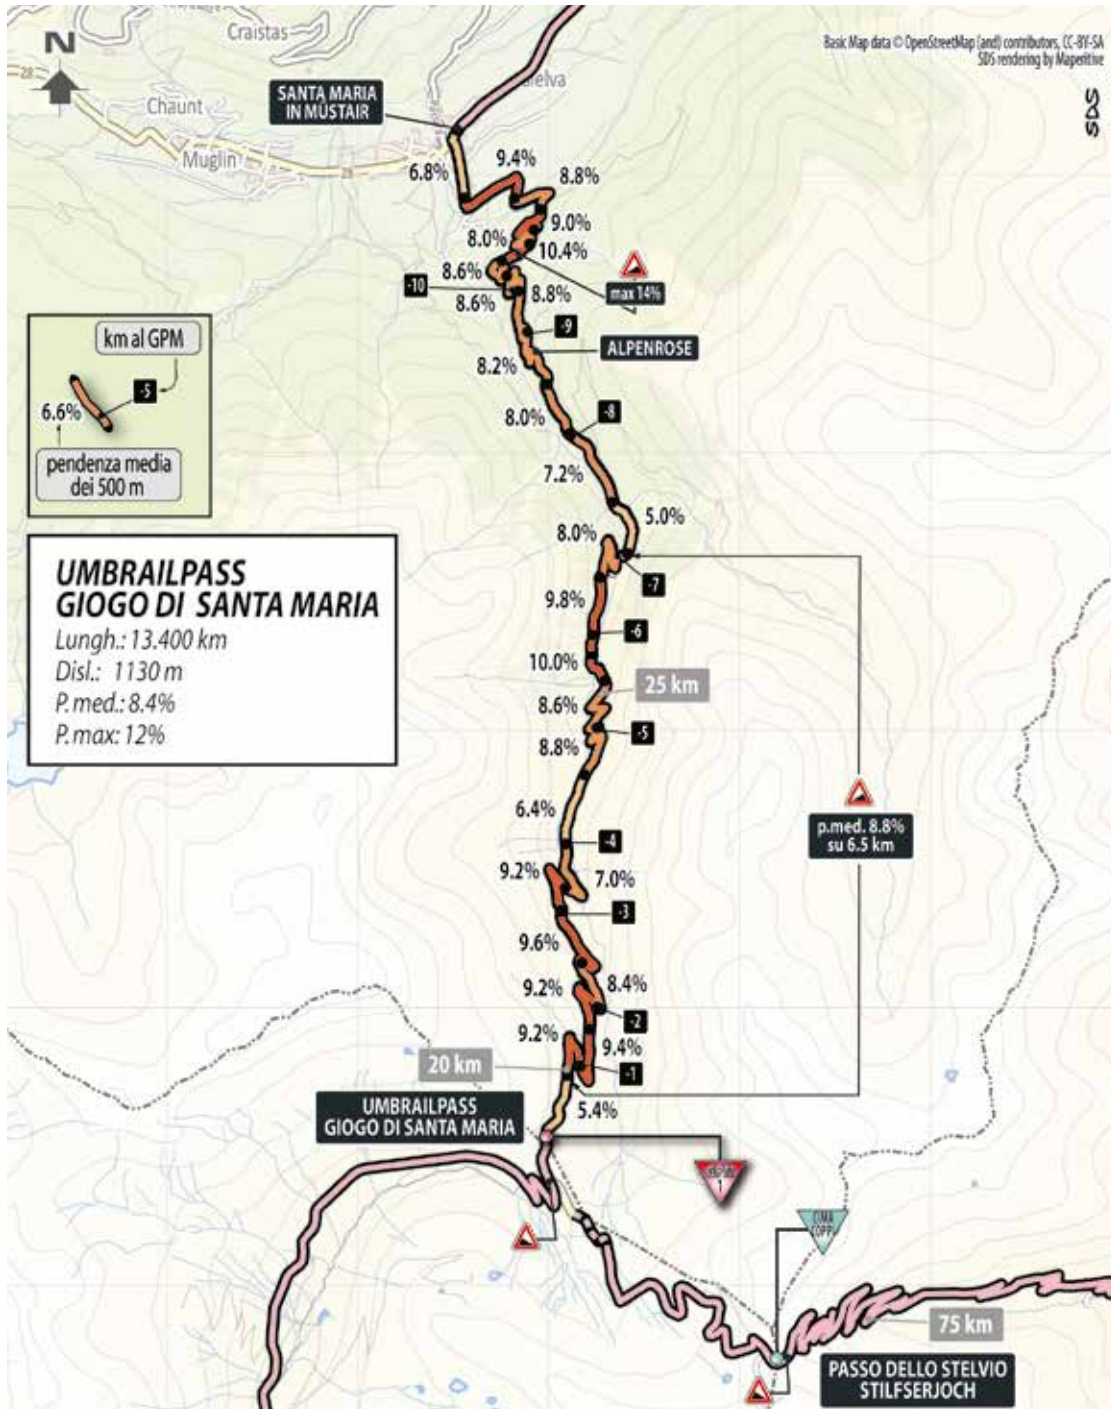 N
Craistas
Basic Map data © OpenStreetMap (and) contributors, CC-BY-SA
SDS rendering by Maperitive
SDS
28
Chaunt
SANTA MARIA
IN MÜSTAIR
Muglin
28
6.8%
9.4%
8.8%
9.0%
8.0%
10.4%
8.6%
max 14%
-10
8.6%
8.8%
-9
ALPENROSE
km al GPM
-5
6.6%
pendenza media
dei 500 m
8.2%
8.0%
-8
7.2%
5.0%
8.0%
-7
UMBRAILPASS
GIOGO DI SANTA MARIA
Lungh.: 13.400 km
Disl.: 1130 m
P.med.: 8.4%
P.max: 12%
9.8%
-6
10.0%
25 km
8.6%
-5
8.8%
6.4%
p.med. 8.8%
su 6.5 km
-4
9.2%
7.0%
-3
9.6%
9.2%
8.4%
-2
9.2%
9.4%
20 km
-1
5.4%
UMBRAILPASS
GIOGO DI SANTA MARIA
1
CIMA
COPPI
75 km
PASSO DELLO STELVIO
STILFSERJOCH